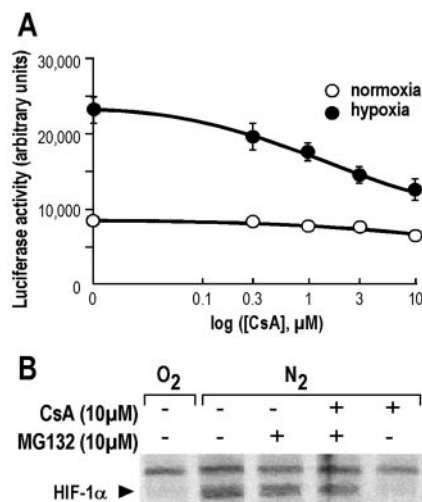 A
Luciferase activity (arbitrary units)
30,000
20,000
10,000
0
normoxia
hypoxia
0 0.1 0.3 1 3 10
log ([CsA], µM)
B
O2 N2
CsA (10µM) - - - + +
MG132 (10µM) - - + + -
HIF-1α